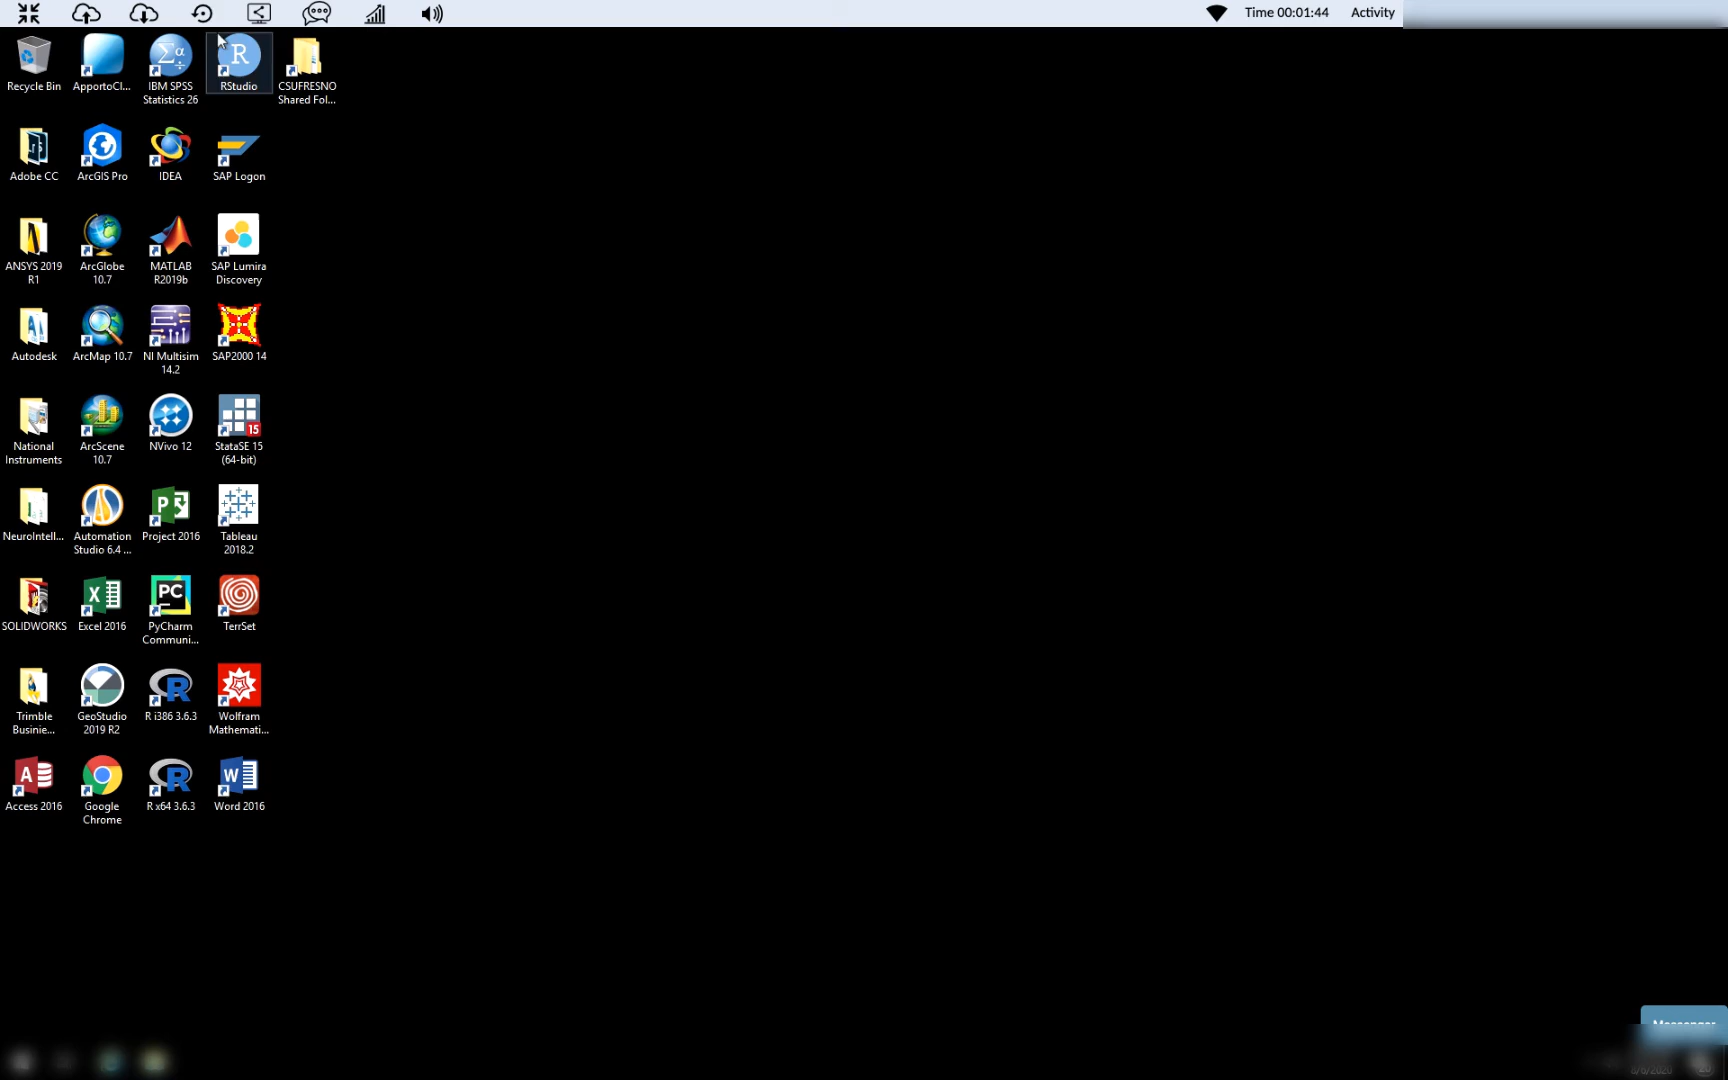 Time 00:01:44 Activity
Recycle Bin
ApportoCl...
IBM SPSS
Statistics 26
RStudio
CSUFRESNO
Shared Fol...
Adobe CC
ArcGIS Pro
IDEA
SAP Logon
ANSYS 2019
R1
ArcGlobe
10.7
MATLAB
R2019b
SAP Lumira
Discovery
Autodesk
ArcMap 10.7
NI Multisim
14.2
SAP2000 14
National
Instruments
ArcScene
10.7
NVivo 12
15
StataSE 15
(64-bit)
NeuroIntell...
Automation
Studio 6.4 ...
Project 2016
Tableau
2018.2
SOLIDWORKS
Excel 2016
PC
PyCharm
Communi...
TerrSet
Trimble
Businie...
GeoStudio
2019 R2
R i386 3.6.3
Wolfram
Mathemati...
Access 2016
Google
Chrome
R x64 3.6.3
Word 2016